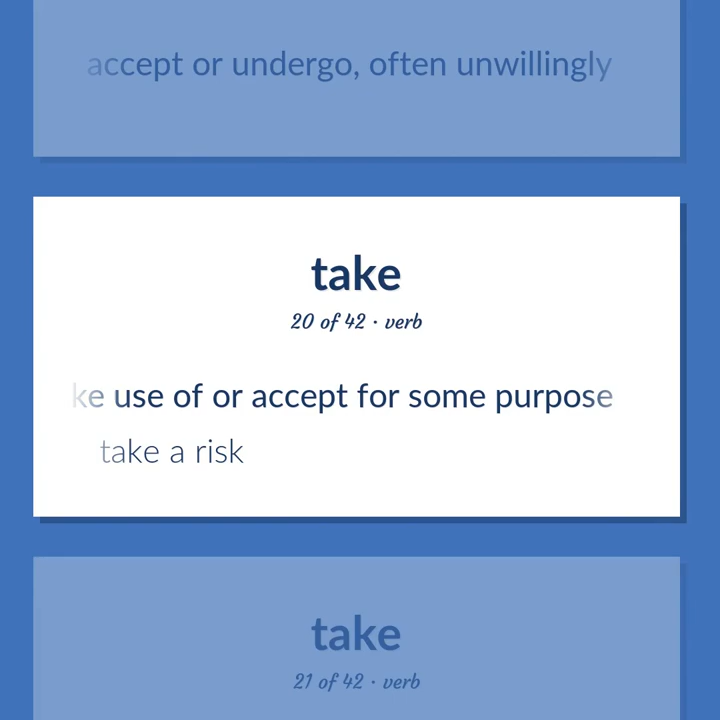 accept or undergo, often unwillingly
take
20 of 42 · verb
ke use of or accept for some purpose
take a risk
take
21 of 42 · verb